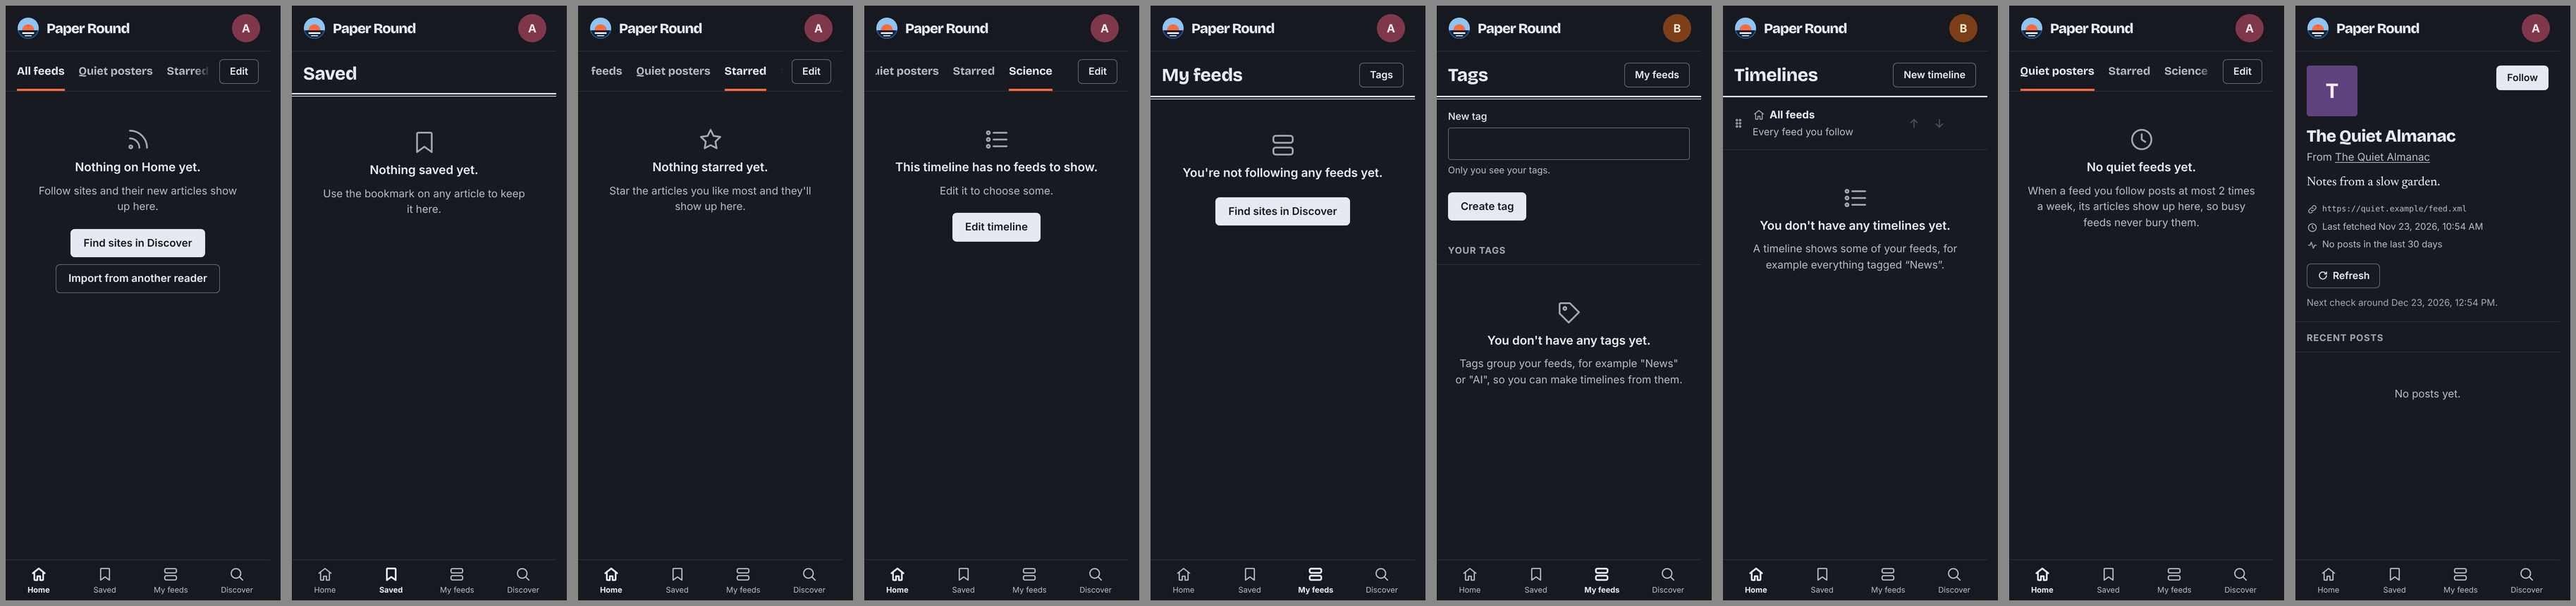 Paper Round
A
All feeds Quiet posters Starred Edit
Nothing on Home yet.
Follow sites and their new articles show
up here.
Find sites in Discover
Import from another reader
Home Saved My feeds Discover
Paper Round
A
Saved
Nothing saved yet.
Use the bookmark on any article to keep
it here.
Home Saved My feeds Discover
Paper Round
A
feeds Quiet posters Starred Edit
Nothing starred yet.
Star the articles you like most and they'll
show up here.
Home Saved My feeds Discover
Paper Round
A
uiet posters Starred Science Edit
This timeline has no feeds to show.
Edit it to choose some.
Edit timeline
Home Saved My feeds Discover
Paper Round
A
My feeds Tags
You're not following any feeds yet.
Find sites in Discover
Home Saved My feeds Discover
Paper Round
B
Tags My feeds
New tag
Only you see your tags.
Create tag
YOUR TAGS
You don't have any tags yet.
Tags group your feeds, for example "News"
or "AI", so you can make timelines from them.
Home Saved My feeds Discover
Paper Round
B
Timelines New timeline
All feeds
Every feed you follow
You don't have any timelines yet.
A timeline shows some of your feeds, for
example everything tagged “News”.
Home Saved My feeds Discover
Paper Round
A
Quiet posters Starred Science Edit
No quiet feeds yet.
When a feed you follow posts at most 2 times
a week, its articles show up here, so busy
feeds never bury them.
Home Saved My feeds Discover
Paper Round
A
T
Follow
The Quiet Almanac
From The Quiet Almanac
Notes from a slow garden.
https://quiet.example/feed.xml
Last fetched Nov 23, 2026, 10:54 AM
No posts in the last 30 days
Refresh
Next check around Dec 23, 2026, 12:54 PM.
RECENT POSTS
No posts yet.
Home Saved My feeds Discover